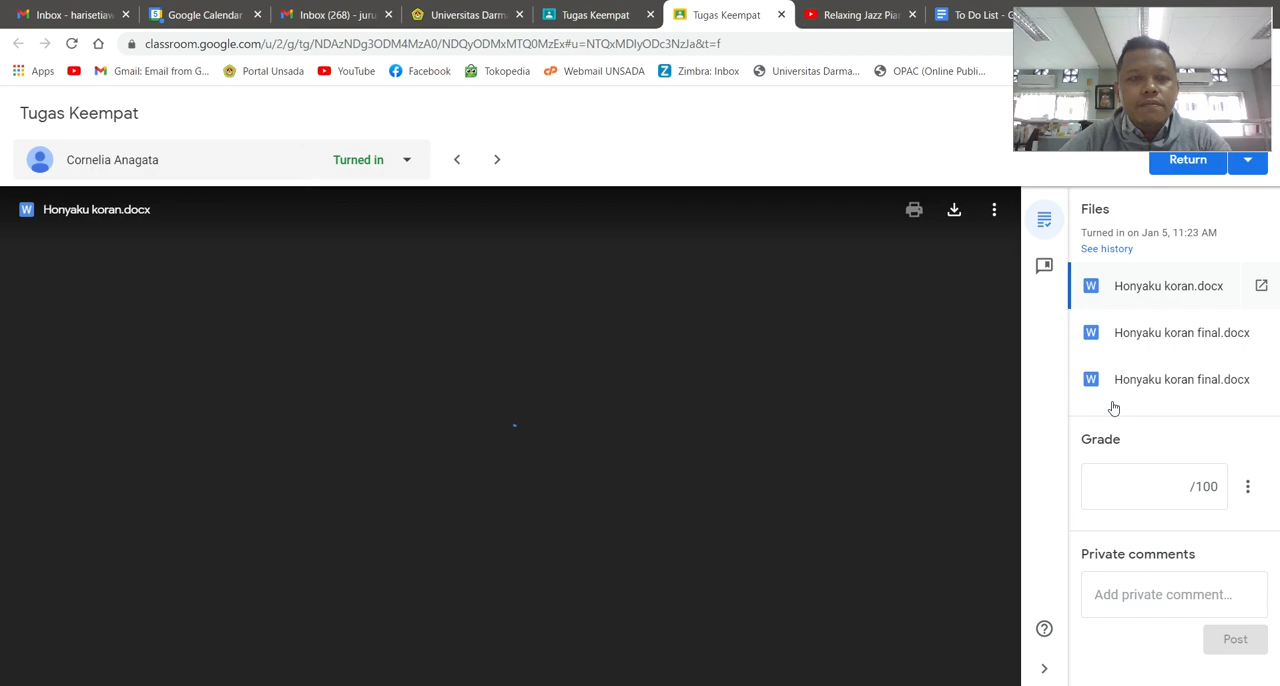 Inbox - harisetiaw
Google Calendar
Inbox (268) - juru
Universitas Darma
Tugas Keempat
Tugas Keempat
Relaxing Jazz Pia
To Do List - G
classroom.google.com/u/2/g/tg/NDAzNDg3ODM4MzA0/NDQyODMxMTQ0MzEx#u=NTQxMDIyODc3NzJa&t=f
Apps
Gmail: Email from G...
Portal Unsada
YouTube
Facebook
Tokopedia
Webmail UNSADA
Zimbra: Inbox
Universitas Darma...
OPAC (Online Publi...
Tugas Keempat
Cornelia Anagata
Turned in
Return
Honyaku koran.docx
Files
Turned in on Jan 5, 11:23 AM
See history
Honyaku koran.docx
Honyaku koran final.docx
Honyaku koran final.docx
Grade
/100
Private comments
Add private comment...
Post